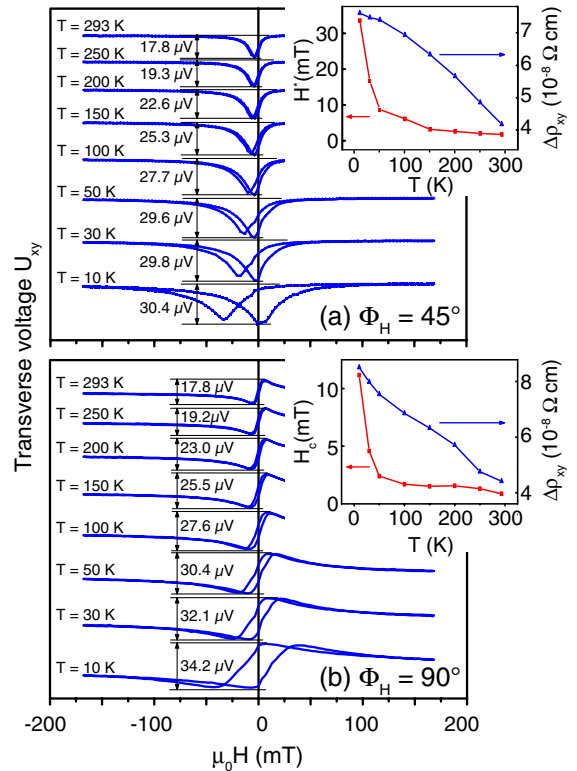 Transverse voltage U_xy
T = 293 K
17.8 μV
T = 250 K
19.3 μV
T = 200 K
22.6 μV
T = 150 K
25.3 μV
T = 100 K
27.7 μV
T = 50 K
29.6 μV
T = 30 K
29.8 μV
T = 10 K
30.4 μV
(a) Φ_H = 45°
H*(mT)
30
20
10
0
0 100 200 300
T (K)
7
6
5
4
Δρ_xy (10⁻⁸ Ω cm)
T = 293 K
17.8 μV
T = 250 K
19.2μV
T = 200 K
23.0 μV
T = 150 K
25.5 μV
T = 100 K
27.6 μV
T = 50 K
30.4 μV
T = 30 K
32.1 μV
T = 10 K
34.2 μV
(b) Φ_H = 90°
H_c(mT)
10
5
0
0 100 200 300
T (K)
8
6
4
Δρ_xy (10⁻⁸ Ω cm)
-200 -100 0 0 100 200
μ₀H (mT)